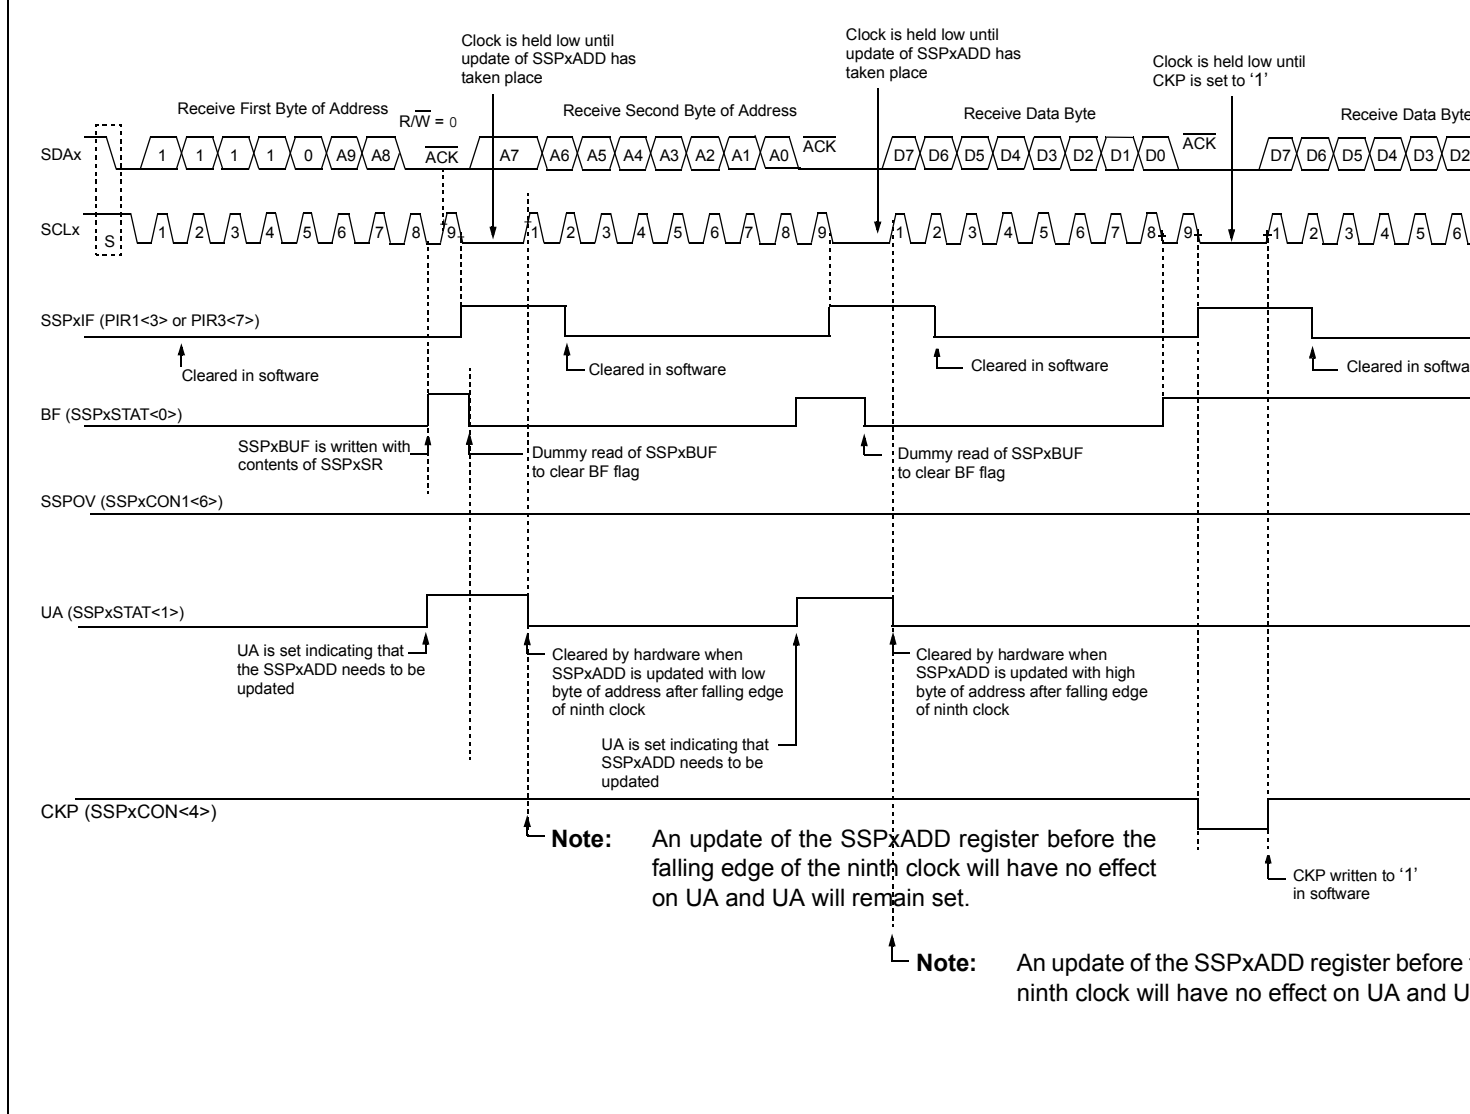 Clock is held low until
update of SSPxADD has
taken place
Clock is held low until
update of SSPxADD has
taken place
Clock is held low until
CKP is set to ‘1’
Receive First Byte of Address
R/W = 0
Receive Second Byte of Address
Receive Data Byte
Receive Data Byte
SDAx
1 1 1 1 0 A9 A8 ACK A7 A6 A5 A4 A3 A2 A1 A0 ACK D7 D6 D5 D4 D3 D2 D1 D0 ACK D7 D6 D5 D4 D3 D2
SCLx
S 1 2 3 4 5 6 7 8 9 1 2 3 4 5 6 7 8 9 1 2 3 4 5 6 7 8 9 1 2 3 4 5 6
SSPxIF (PIR1<3> or PIR3<7>)
Cleared in software
Cleared in software
Cleared in software
Cleared in softwa
BF (SSPxSTAT<0>)
SSPxBUF is written with
contents of SSPxSR
Dummy read of SSPxBUF
to clear BF flag
Dummy read of SSPxBUF
to clear BF flag
SSPOV (SSPxCON1<6>)
UA (SSPxSTAT<1>)
UA is set indicating that
the SSPxADD needs to be
updated
Cleared by hardware when
SSPxADD is updated with low
byte of address after falling edge
of ninth clock
Cleared by hardware when
SSPxADD is updated with high
byte of address after falling edge
of ninth clock
UA is set indicating that
SSPxADD needs to be
updated
CKP (SSPxCON<4>)
Note: An update of the SSPxADD register before the
falling edge of the ninth clock will have no effect
on UA and UA will remain set.
CKP written to ‘1’
in software
Note: An update of the SSPxADD register before
ninth clock will have no effect on UA and U